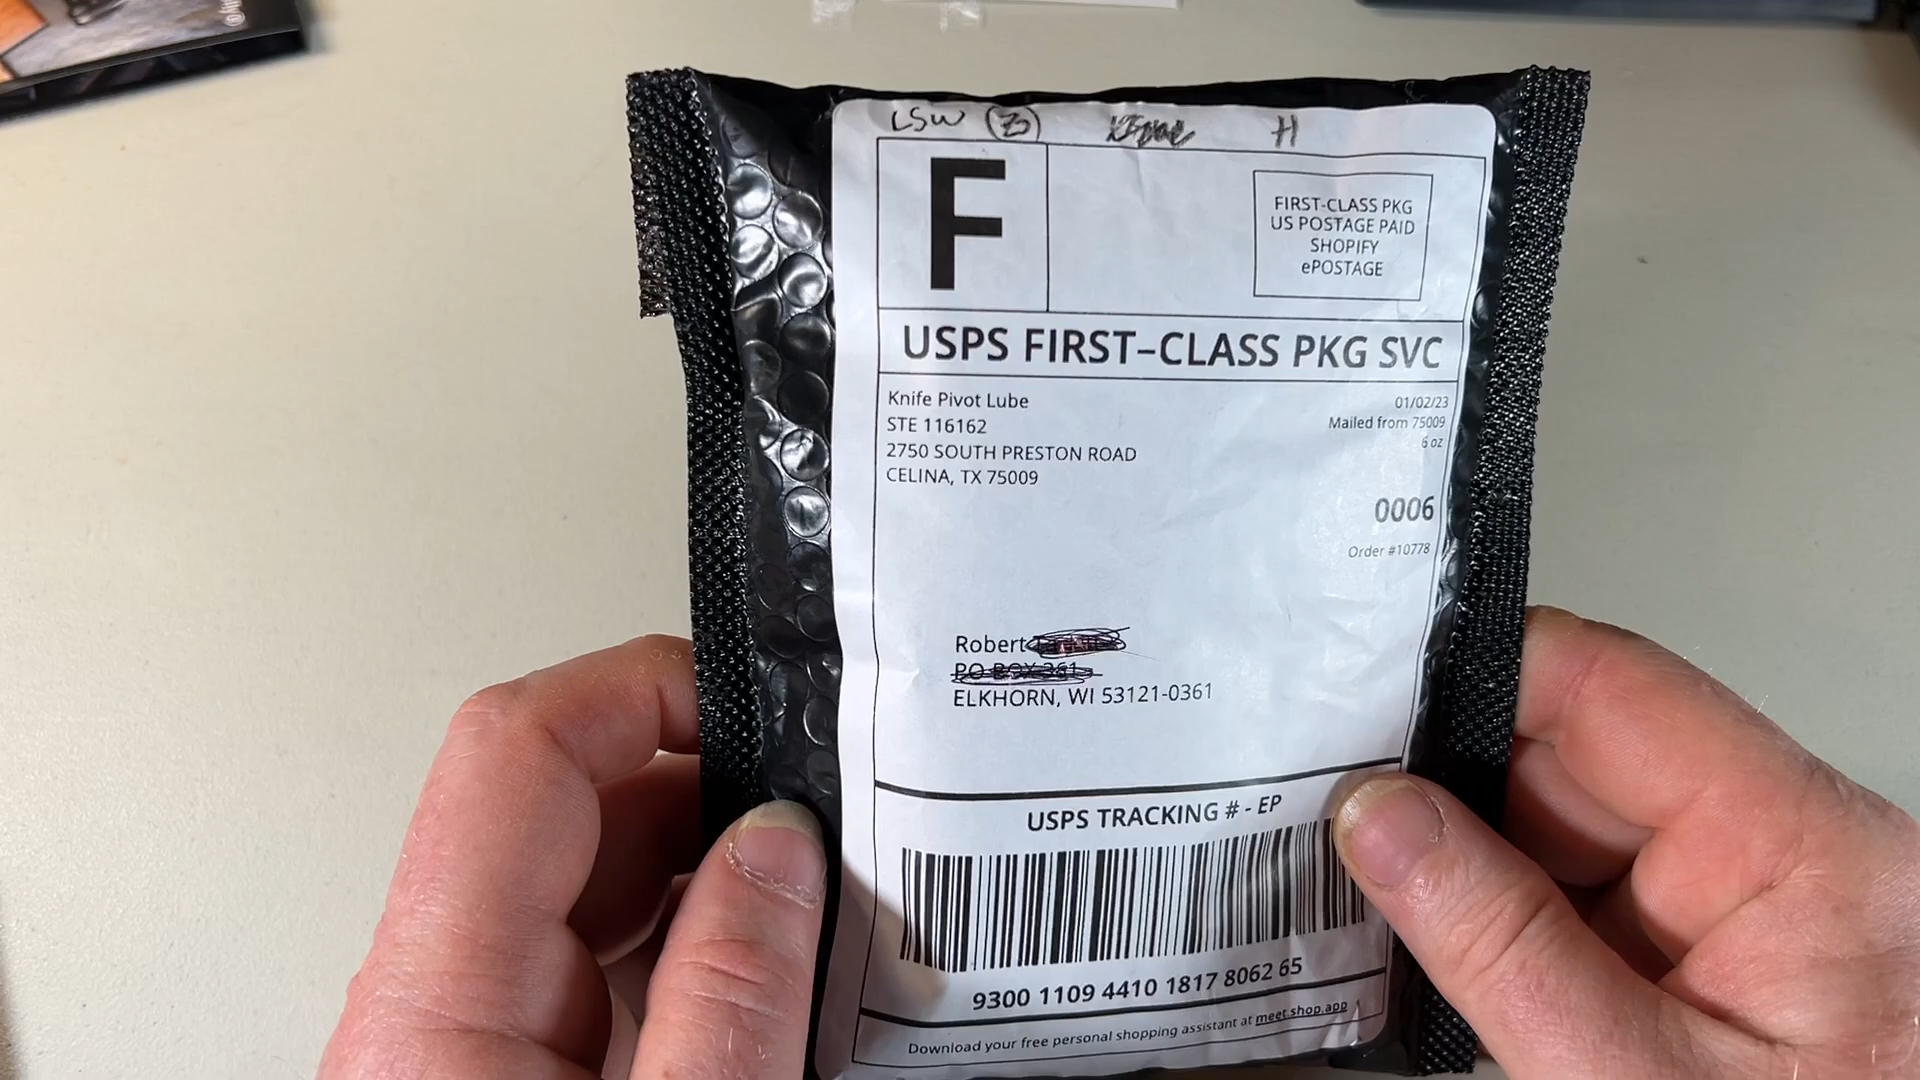 LSW H
F
FIRST-CLASS PKG
US POSTAGE PAID
SHOPIFY
ePOSTAGE
USPS FIRST-CLASS PKG SVC
Knife Pivot Lube
STE 116162
2750 SOUTH PRESTON ROAD
CELINA, TX 75009
01/02/23
Mailed from 75009
6 oz
0006
Order #10778
Robert
ELKHORN, WI 53121-0361
USPS TRACKING # - EP
9300 1109 4410 1817 8062 65
Download your free personal shopping assistant at meet.shop.app